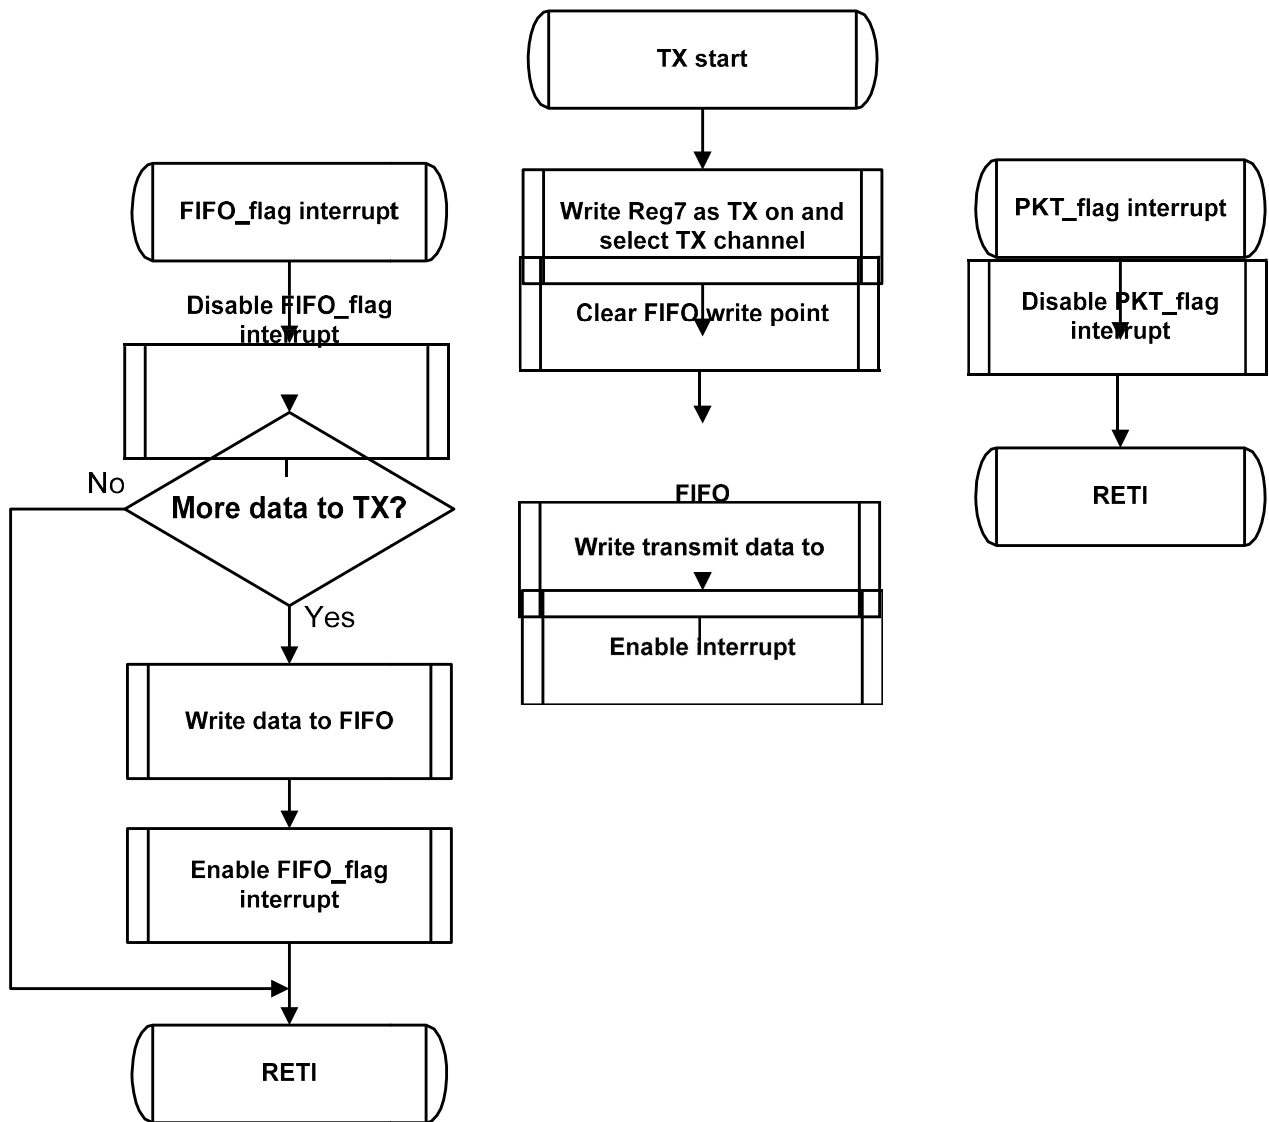 TX start
Write Reg7 as TX on and
select TX channel
Clear FIFO write point
FIFO
Write transmit data to
Enable interrupt
FIFO_flag interrupt
Disable FIFO_flag
interrupt
More data to TX?
No
Yes
Write data to FIFO
Enable FIFO_flag
interrupt
RETI
PKT_flag interrupt
Disable PKT_flag
interrupt
RETI